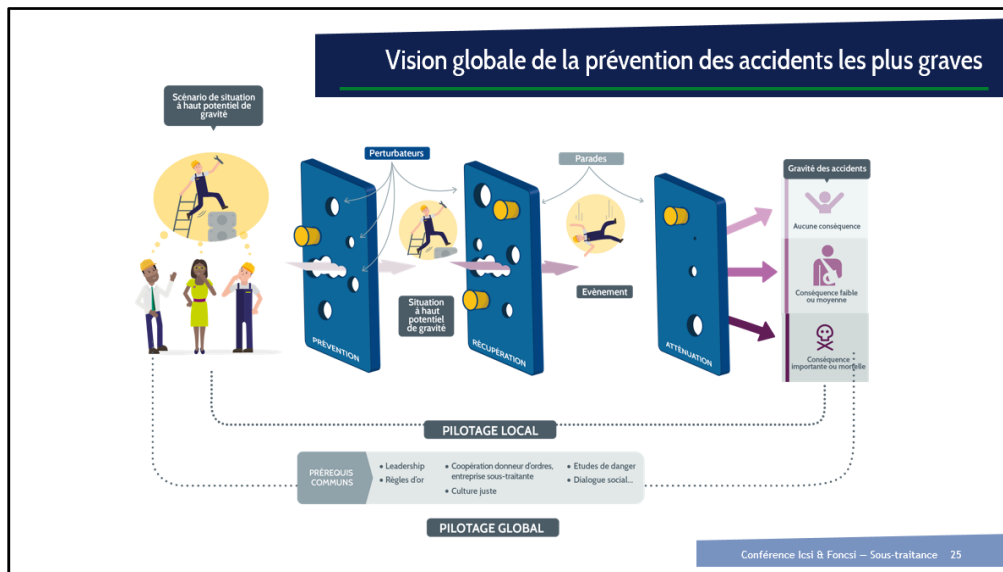 Vision globale de la prévention des accidents les plus graves
Scénario de situation
à haut potentiel de
gravité
Perturbateurs
Parades
Gravité des accidents
Aucune conséquence
Conséquence faible
ou moyenne
Conséquence
importante ou mortelle
Situation
à haut
potentiel
de gravité
Evènement
PRÉVENTION
RÉCUPÉRATION
ATTÉNUATION
PILOTAGE LOCAL
PRÉREQUIS
COMMUNS
• Leadership
• Règles d'or
• Coopération donneur d'ordres,
entreprise sous-traitante
• Culture juste
• Etudes de danger
• Dialogue social...
PILOTAGE GLOBAL
Conférence Icsi & Foncsi – Sous-traitance 25